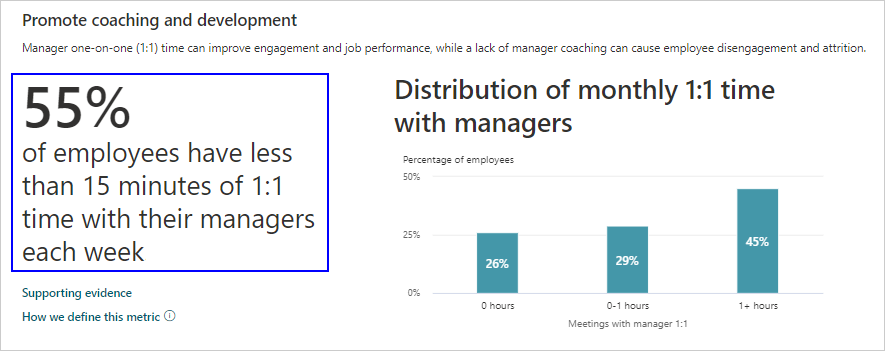 Promote coaching and development
Manager one-on-one (1:1) time can improve engagement and job performance, while a lack of manager coaching can cause employee disengagement and attrition.
55%
of employees have less
than 15 minutes of 1:1
time with their managers
each week
Supporting evidence
How we define this metric
Distribution of monthly 1:1 time
with managers
Percentage of employees
50%
25%
0%
26%
29%
45%
0 hours
0-1 hours
1+ hours
Meetings with manager 1:1